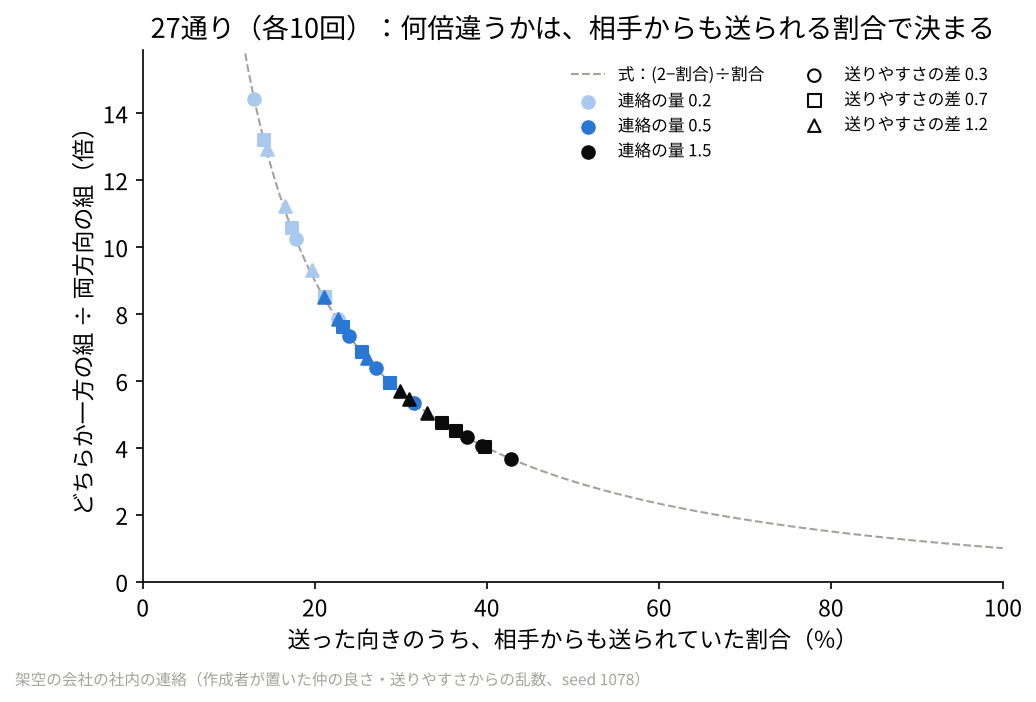 27通り（各10回）：何倍違うかは、相手からも送られる割合で決まる
どちらか一方の組 ÷ 両方向の組（倍）
14
12
10
8
6
4
2
0
式：(2−割合)÷割合
連絡の量 0.2
連絡の量 0.5
連絡の量 1.5
送りやすさの差 0.3
送りやすさの差 0.7
送りやすさの差 1.2
0 20 40 60 80 100
送った向きのうち、相手からも送られていた割合（%）
架空の会社の社内の連絡（作成者が置いた仲の良さ・送りやすさからの乱数、seed 1078）